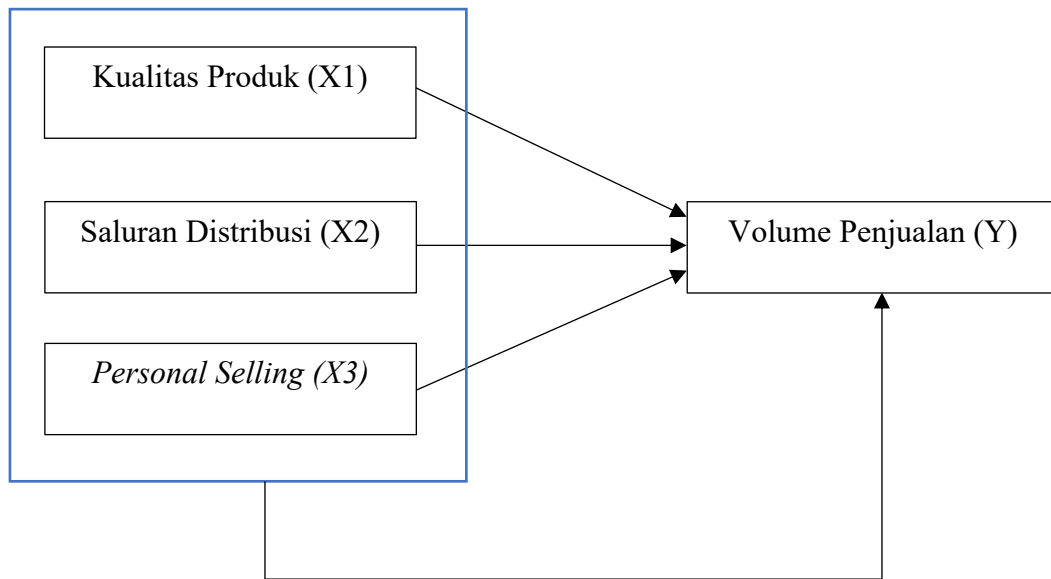 Kualitas Produk (X1)
Saluran Distribusi (X2)
Volume Penjualan (Y)
Personal Selling (X3)